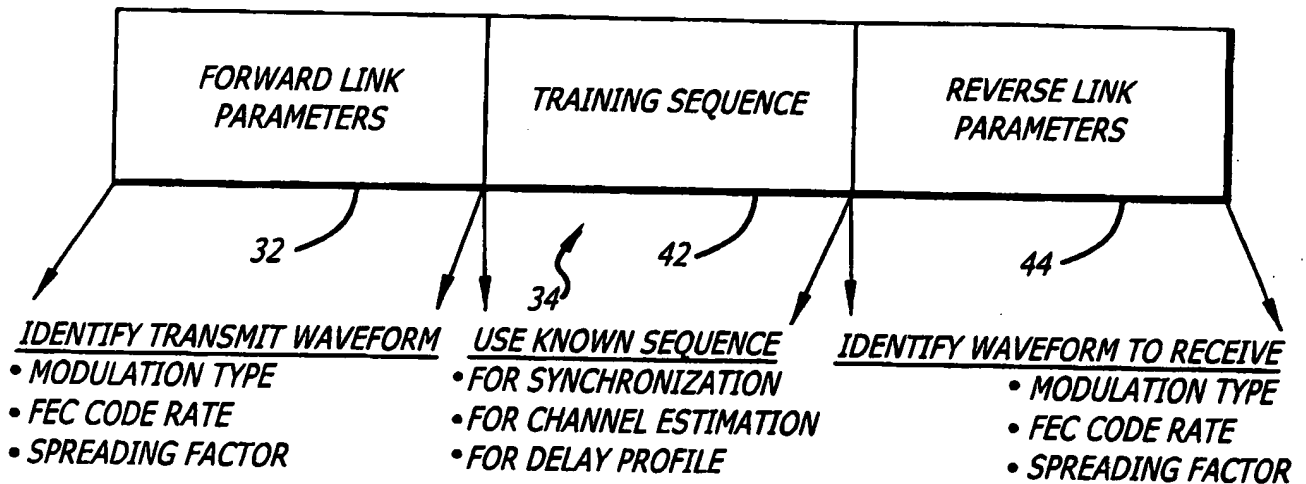 FORWARD LINK
PARAMETERS
TRAINING SEQUENCE
REVERSE LINK
PARAMETERS
32
34
42
44
IDENTIFY TRANSMIT WAVEFORM
• MODULATION TYPE
• FEC CODE RATE
• SPREADING FACTOR
USE KNOWN SEQUENCE
• FOR SYNCHRONIZATION
• FOR CHANNEL ESTIMATION
• FOR DELAY PROFILE
IDENTIFY WAVEFORM TO RECEIVE
• MODULATION TYPE
• FEC CODE RATE
• SPREADING FACTOR